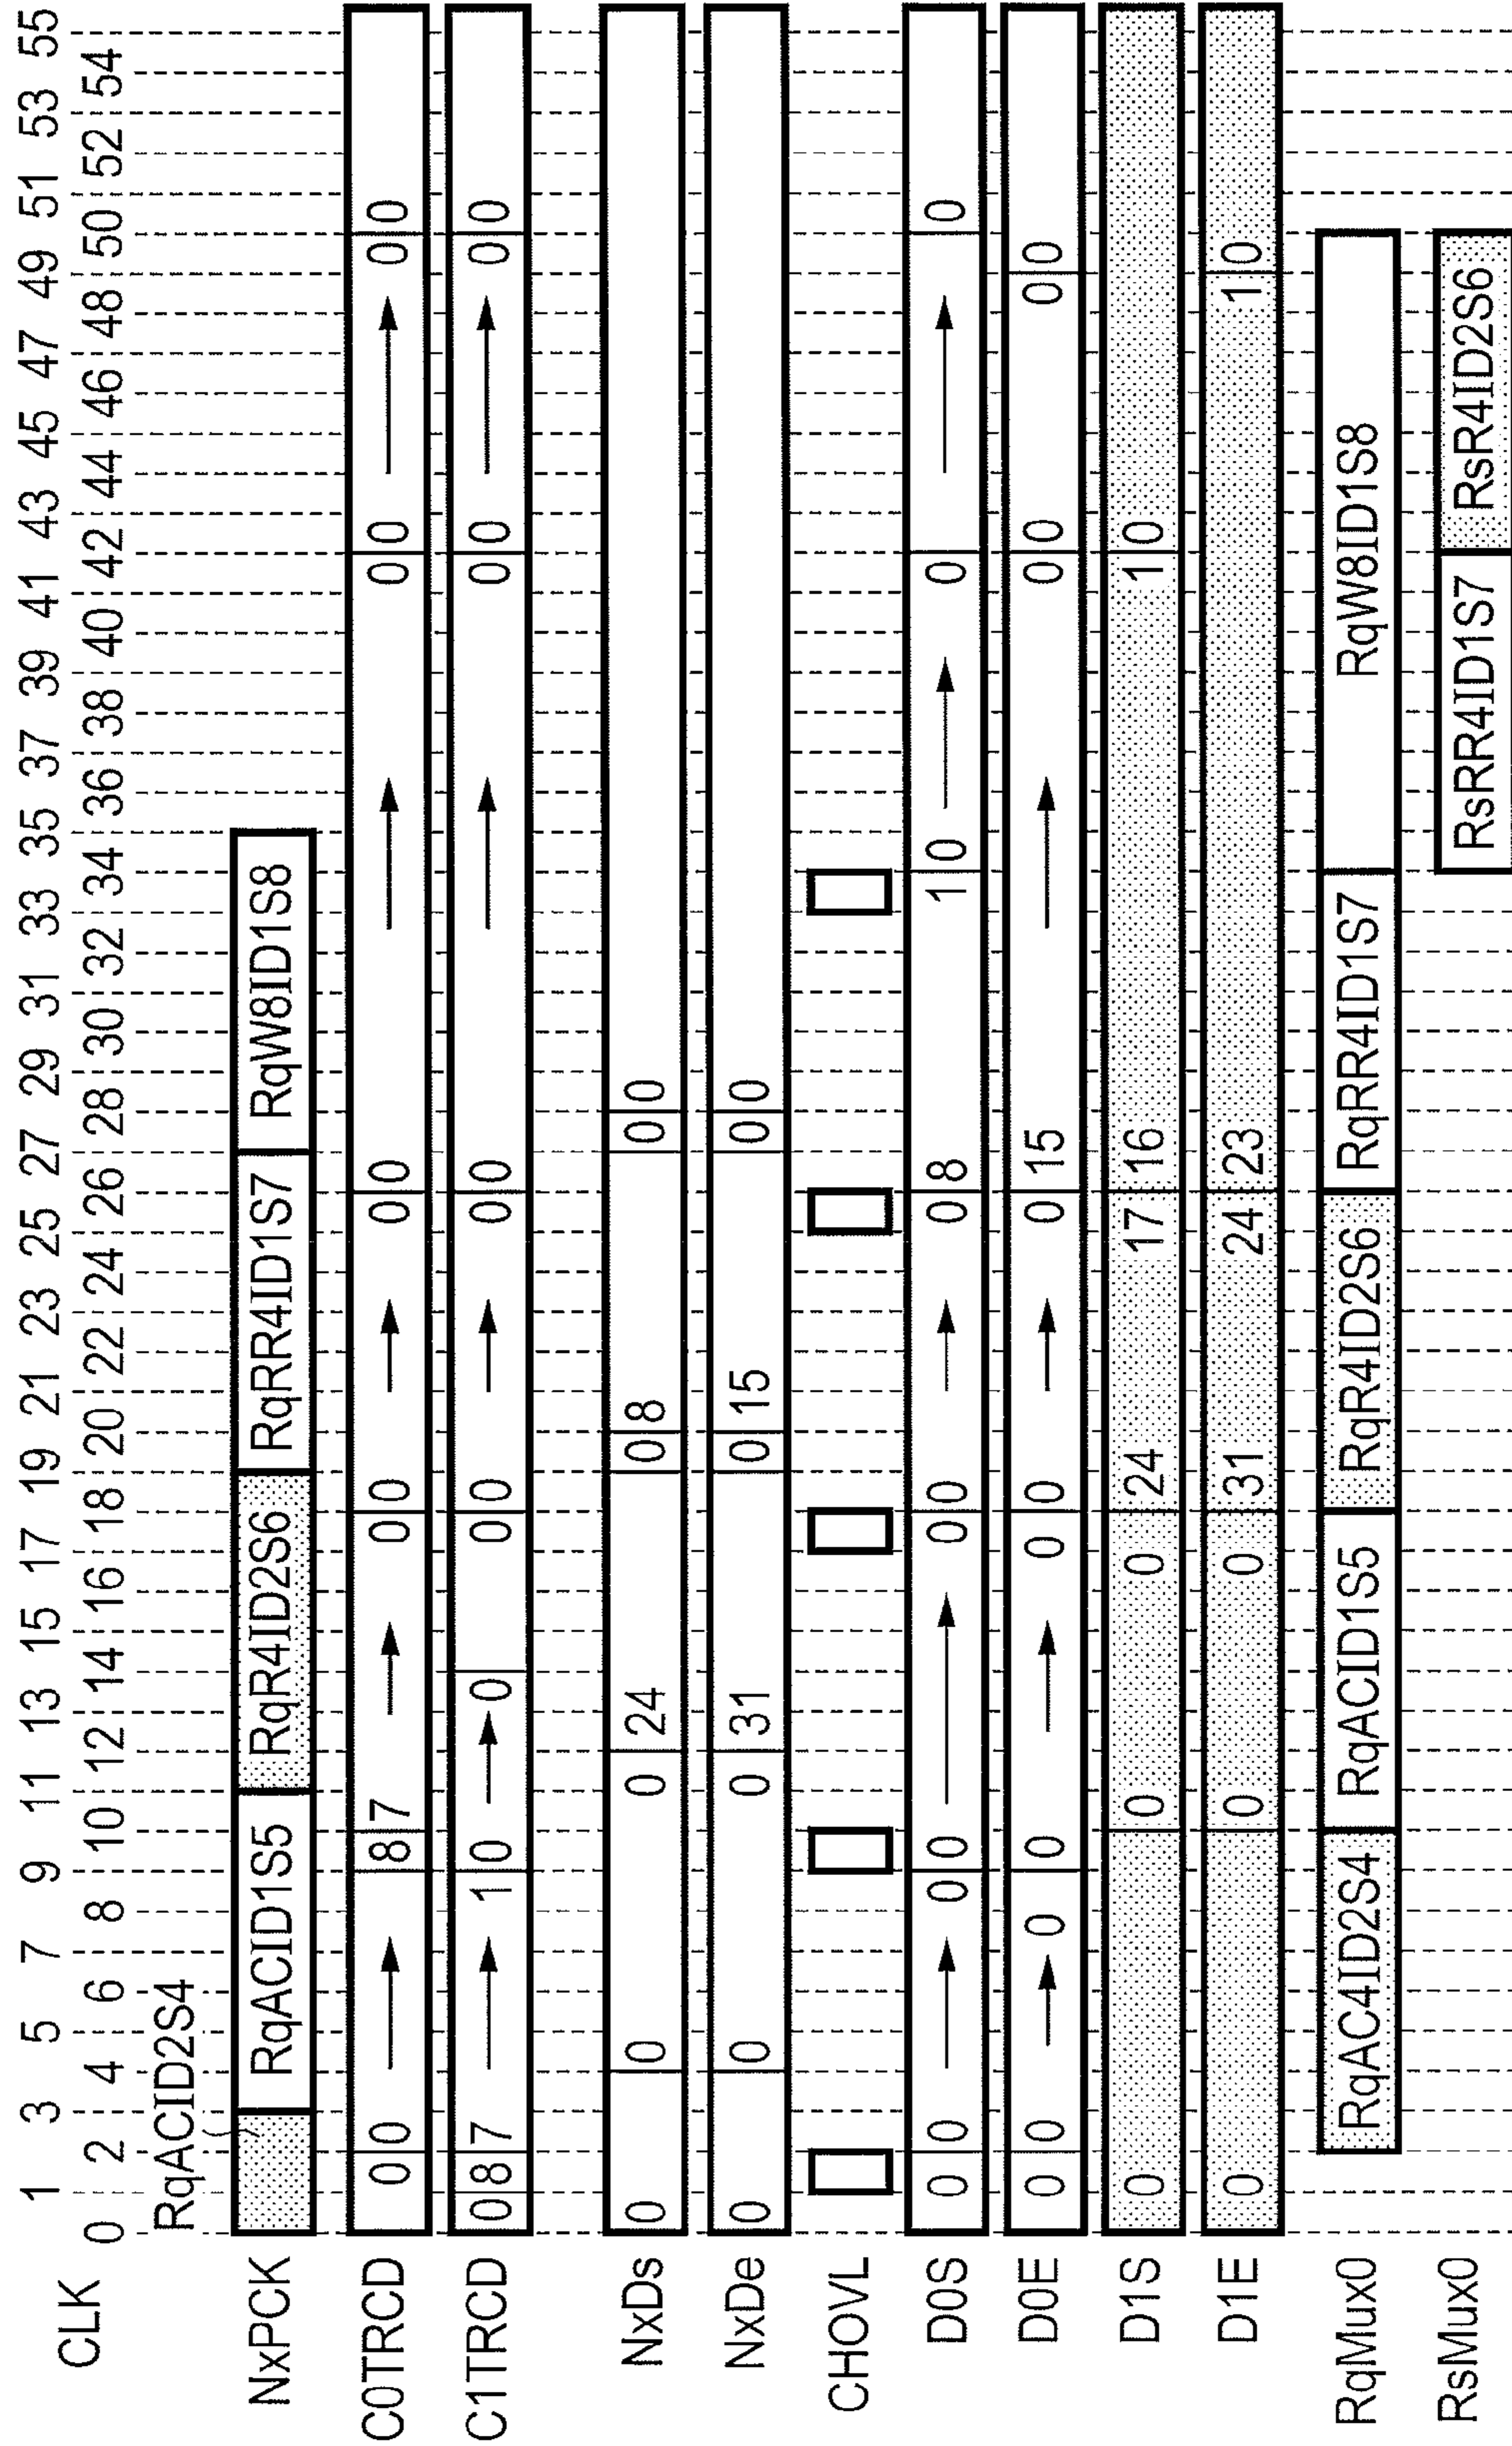 CLK
1 3 5 7 9 11 13 15 17 19 21 23 25 27 29 31 33 35 37 39 41 43 45 47 49 51 53 55
0 2 4 6 8 10 12 14 16 18 20 22 24 26 28 30 32 34 36 38 40 42 44 46 48 50 52 54
RqACID2S4
NxPCK RqACID1S5 RqR4ID2S6 RqRR4ID1S7 RqW8ID1S8
C0TRCD 0 0 8 7 0 0 0 0 0 0 0 0
C1TRCD 0 8 7 1 0 0 0 0 0 0 0 0 0 0
NxDs 0 0 0 24 0 8 0 0
NxDe 0 0 0 31 0 15 0 0
CHOVL
D0S 0 0 0 0 0 0 0 8 1 0 0 0
D0E 0 0 0 0 0 0 0 15 0 0 0 0
D1S 0 0 0 24 17 16 1 0
D1E 0 0 0 31 24 23 1 0
RqMux0 RqAC4ID2S4 RqACID1S5 RqR4ID2S6 RqRR4ID1S7 RqW8ID1S8
RsMux0 RsRR4ID1S7 RsR4ID2S6